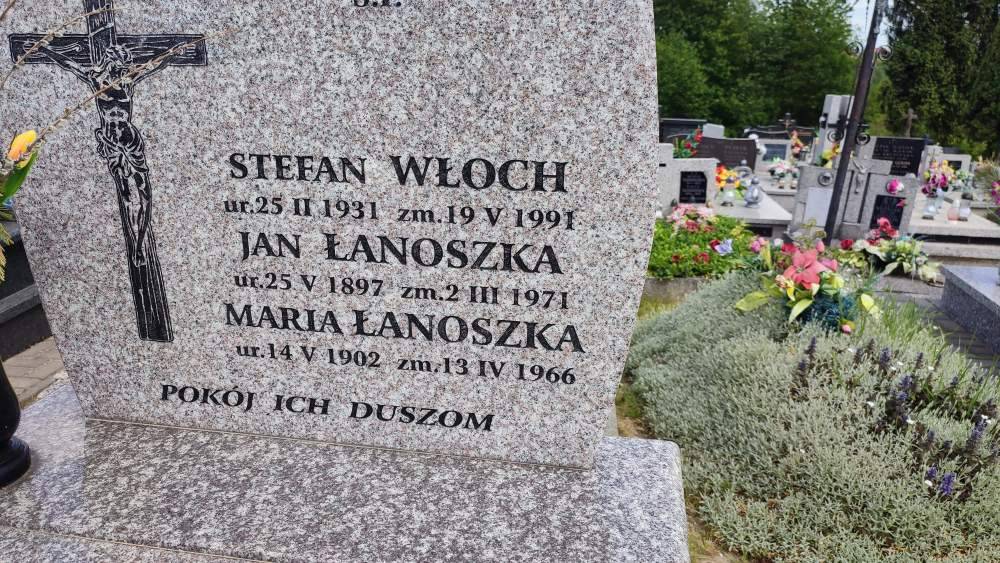 Ś.P.
STEFAN WŁOCH
ur.25 II 1931 zm.19 V 1991
JAN ŁANOSZKA
ur.25 V 1897 zm.2 III 1971
MARIA ŁANOSZKA
ur.14 V 1902 zm.13 IV 1966
POKÓJ ICH DUSZOM